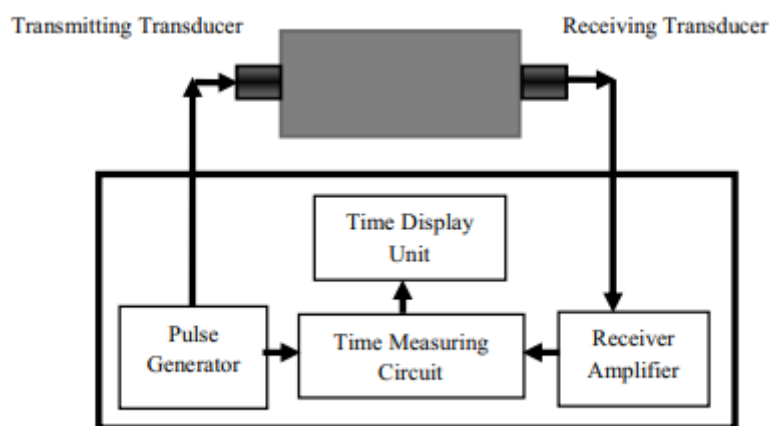 Transmitting Transducer
Receiving Transducer
Time Display
Unit
Pulse
Generator
Time Measuring
Circuit
Receiver
Amplifier